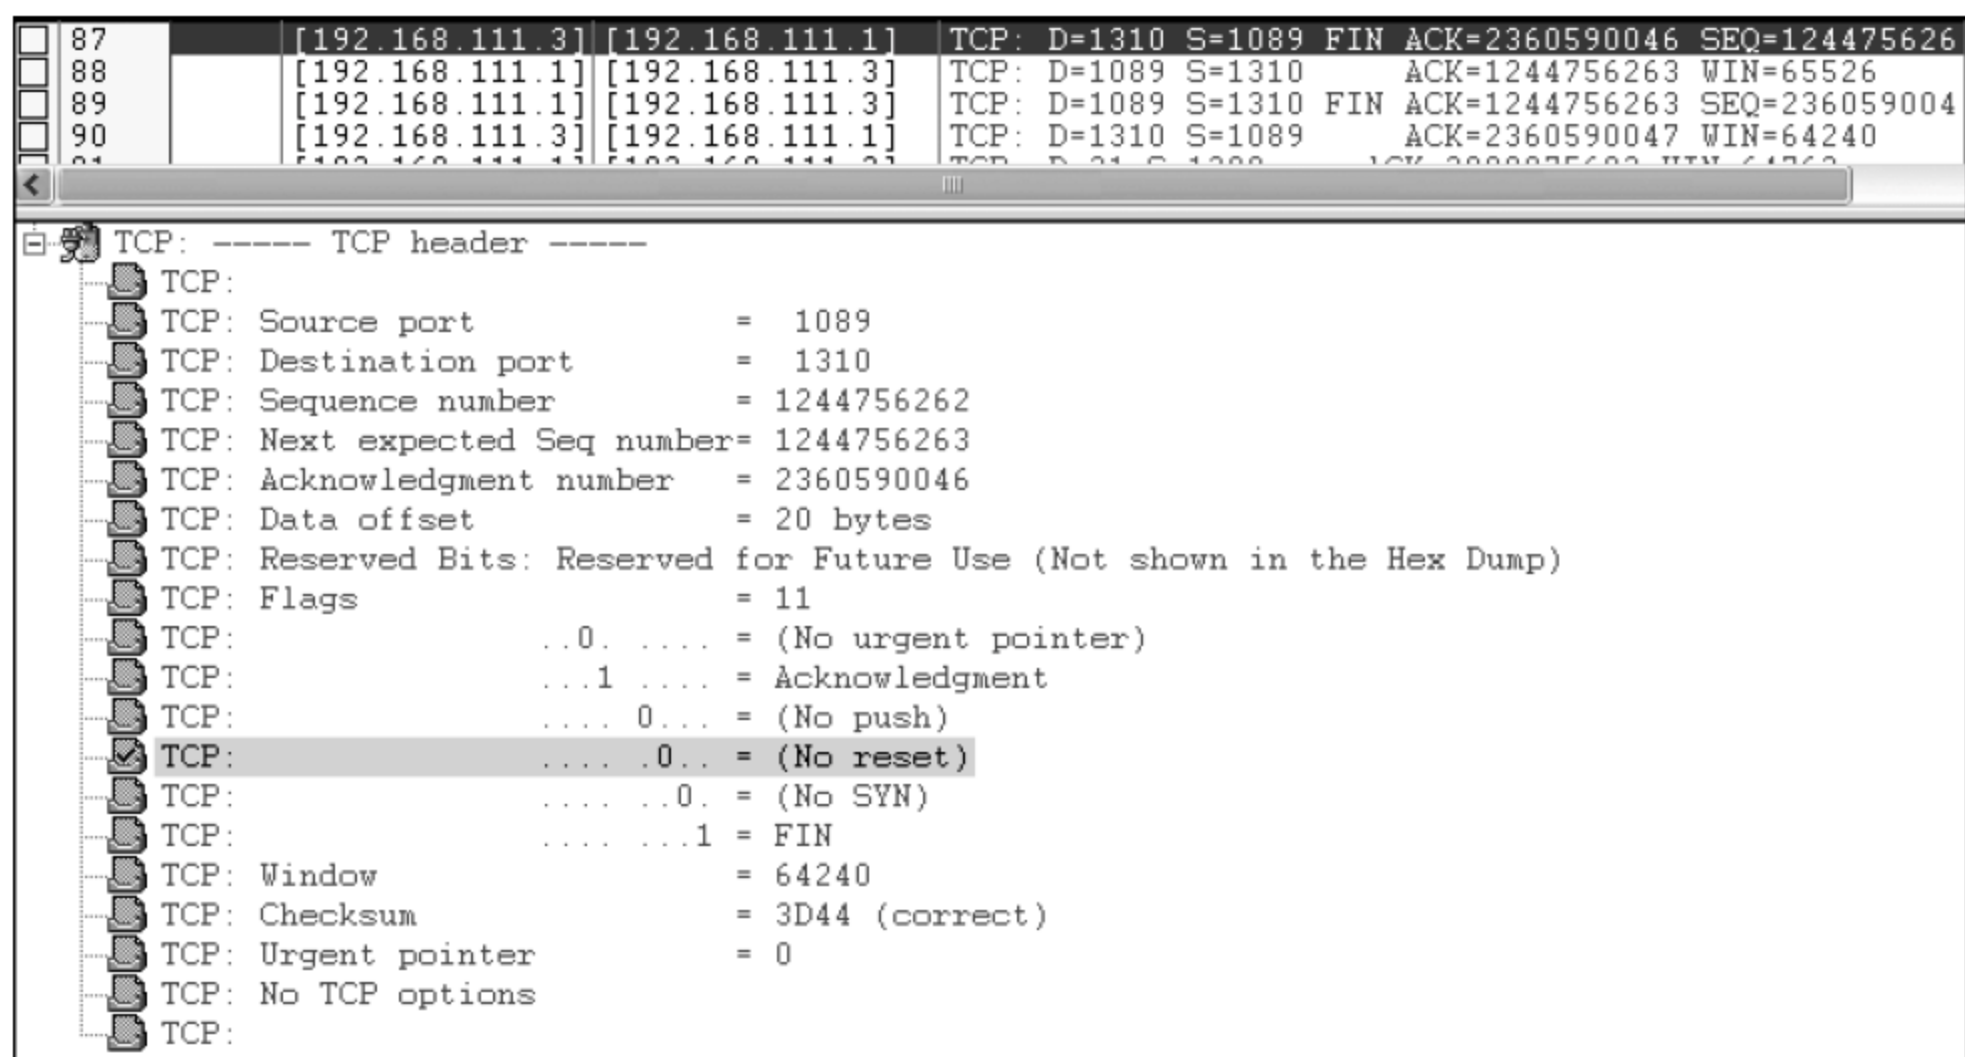 87 [192.168.111.3] [192.168.111.1] TCP: D=1310 S=1089 FIN ACK=2360590046 SEQ=124475626
88 [192.168.111.1] [192.168.111.3] TCP: D=1089 S=1310 ACK=1244756263 WIN=65526
89 [192.168.111.1] [192.168.111.3] TCP: D=1089 S=1310 FIN ACK=1244756263 SEQ=236059004
90 [192.168.111.3] [192.168.111.1] TCP: D=1310 S=1089 ACK=2360590047 WIN=64240
TCP: ----- TCP header -----
TCP:
TCP: Source port = 1089
TCP: Destination port = 1310
TCP: Sequence number = 1244756262
TCP: Next expected Seq number= 1244756263
TCP: Acknowledgment number = 2360590046
TCP: Data offset = 20 bytes
TCP: Reserved Bits: Reserved for Future Use (Not shown in the Hex Dump)
TCP: Flags = 11
TCP: ..0. .... = (No urgent pointer)
TCP: ...1 .... = Acknowledgment
TCP: .... 0... = (No push)
TCP: .... .0.. = (No reset)
TCP: .... ..0. = (No SYN)
TCP: .... ...1 = FIN
TCP: Window = 64240
TCP: Checksum = 3D44 (correct)
TCP: Urgent pointer = 0
TCP: No TCP options
TCP: